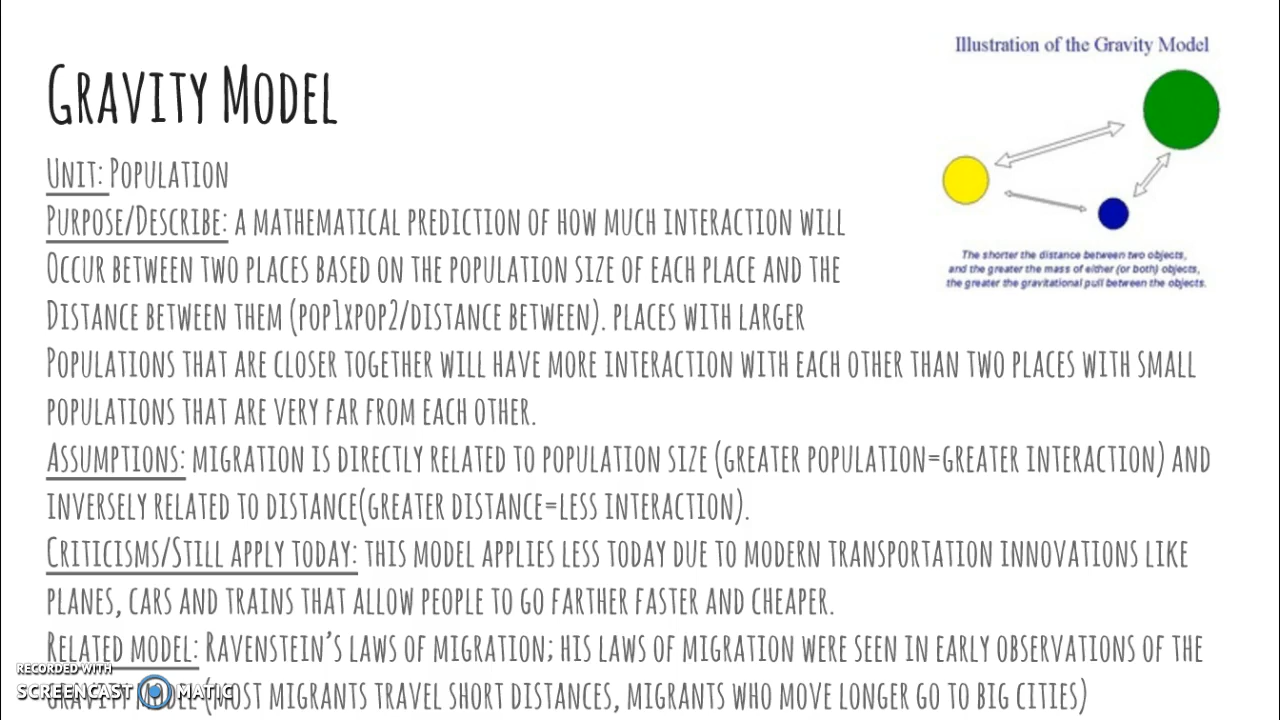 Illustration of the Gravity Model
GRAVITY MODEL
UNIT: POPULATION
PURPOSE/DESCRIBE: A MATHEMATICAL PREDICTION OF HOW MUCH INTERACTION WILL
OCCUR BETWEEN TWO PLACES BASED ON THE POPULATION SIZE OF EACH PLACE AND THE
DISTANCE BETWEEN THEM (POP1XPOP2/DISTANCE BETWEEN). PLACES WITH LARGER
POPULATIONS THAT ARE CLOSER TOGETHER WILL HAVE MORE INTERACTION WITH EACH OTHER THAN TWO PLACES WITH SMALL
POPULATIONS THAT ARE VERY FAR FROM EACH OTHER.
The shorter the distance between two objects,
and the greater the mass of either (or both) objects,
the greater the gravitational pull between the objects.
ASSUMPTIONS: MIGRATION IS DIRECTLY RELATED TO POPULATION SIZE (GREATER POPULATION=GREATER INTERACTION) AND
INVERSELY RELATED TO DISTANCE(GREATER DISTANCE=LESS INTERACTION).
CRITICISMS/STILL APPLY TODAY: THIS MODEL APPLIES LESS TODAY DUE TO MODERN TRANSPORTATION INNOVATIONS LIKE
PLANES, CARS AND TRAINS THAT ALLOW PEOPLE TO GO FARTHER FASTER AND CHEAPER.
RELATED MODEL: RAVENSTEIN'S LAWS OF MIGRATION; HIS LAWS OF MIGRATION WERE SEEN IN EARLY OBSERVATIONS OF THE
GRAVITY MODEL (MOST MIGRANTS TRAVEL SHORT DISTANCES, MIGRANTS WHO MOVE LONGER GO TO BIG CITIES)
RECORDED WITH
SCREENCAST MATIC